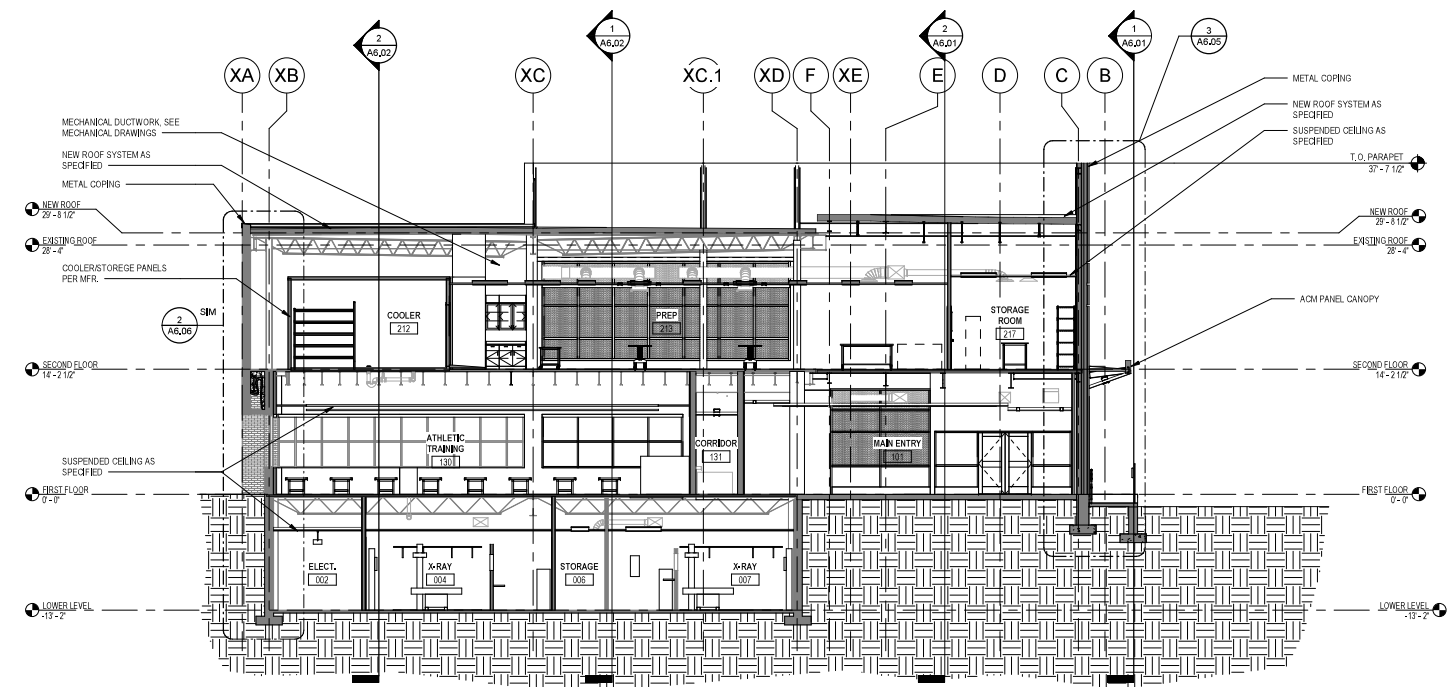 2
A6.02
1
A6.02
2
A6.01
1
A6.01
3
A6.05
XA
XB
XC
XC.1
XD
F
XE
E
D
C
B
MECHANICAL DUCTWORK, SEE
MECHANICAL DRAWINGS
NEW ROOF SYSTEM AS
SPECIFIED
METAL COPING
NEW ROOF
29' - 8 1/2"
EXISTING ROOF
28' - 4"
COOLER/STOREGE PANELS
PER MFR.
2
A6.06
SIM
SECOND FLOOR
14' - 2 1/2"
SUSPENDED CEILING AS
SPECIFIED
FIRST FLOOR
0' - 0"
LOWER LEVEL
-13' - 2"
METAL COPING
NEW ROOF SYSTEM AS
SPECIFIED
SUSPENDED CEILING AS
SPECIFIED
T.O. PARAPET
37' - 7 1/2"
NEW ROOF
29' - 8 1/2"
EXISTING ROOF
28' - 4"
ACM PANEL CANOPY
SECOND FLOOR
14' - 2 1/2"
FIRST FLOOR
0' - 0"
LOWER LEVEL
-13' - 2"
COOLER
212
PREP
213
STORAGE
ROOM
217
ATHLETIC
TRAINING
130
CORRIDOR
131
MAIN ENTRY
101
ELECT.
002
X-RAY
004
STORAGE
006
X-RAY
007